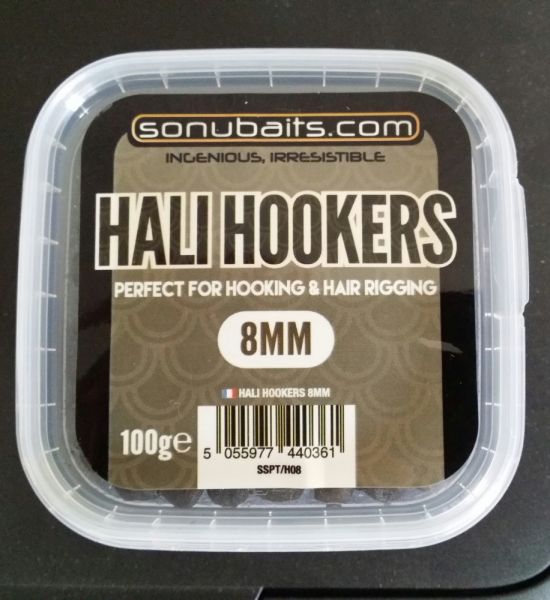 sonubaits.com
INGENIOUS, IRRESISTIBLE
HALI HOOKERS
PERFECT FOR HOOKING & HAIR RIGGING
8MM
HALI HOOKERS 8MM
100g℮
5 055977 440361
SSPT/H08